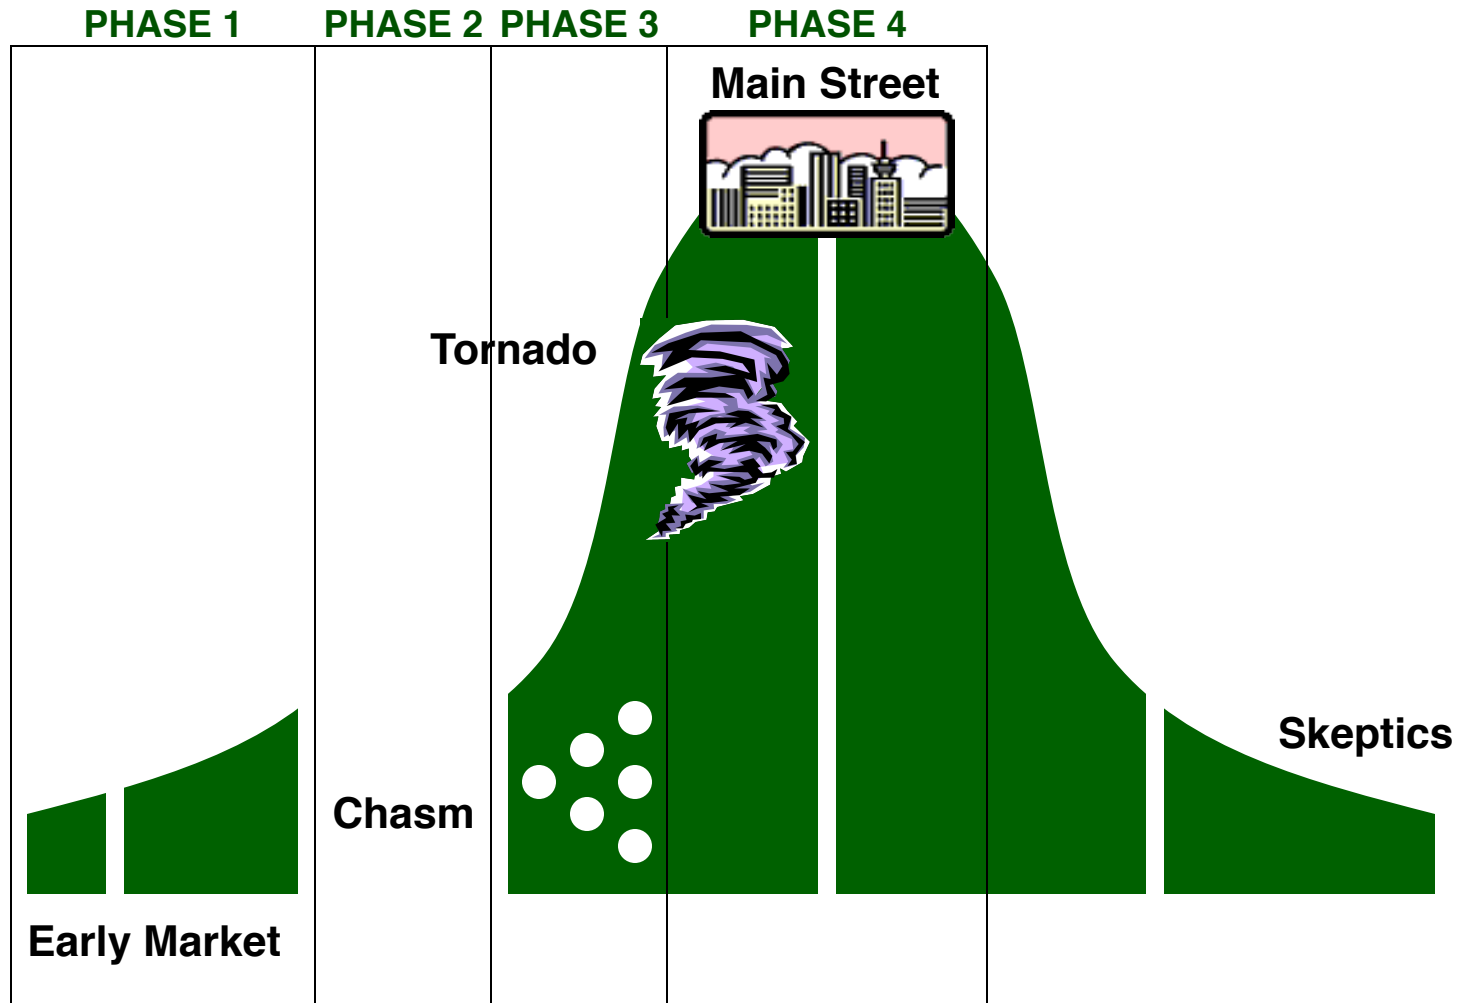 PHASE 1 PHASE 2 PHASE 3 PHASE 4
Main Street
Tornado
Skeptics
Chasm
Early Market